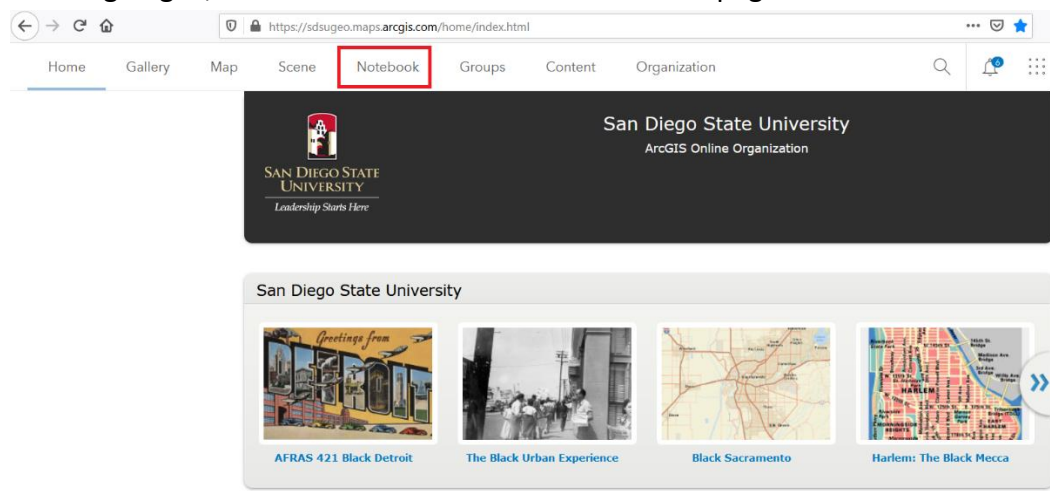 https://sdsugeo.maps.arcgis.com/home/index.html
Home Gallery Map Scene Notebook Groups Content Organization
6
San Diego State University
ArcGIS Online Organization
SAN DIEGO STATE
UNIVERSITY
Leadership Starts Here
San Diego State University
Greetings from
DETROIT
HARLEM
AFRAS 421 Black Detroit
The Black Urban Experience
Black Sacramento
Harlem: The Black Mecca